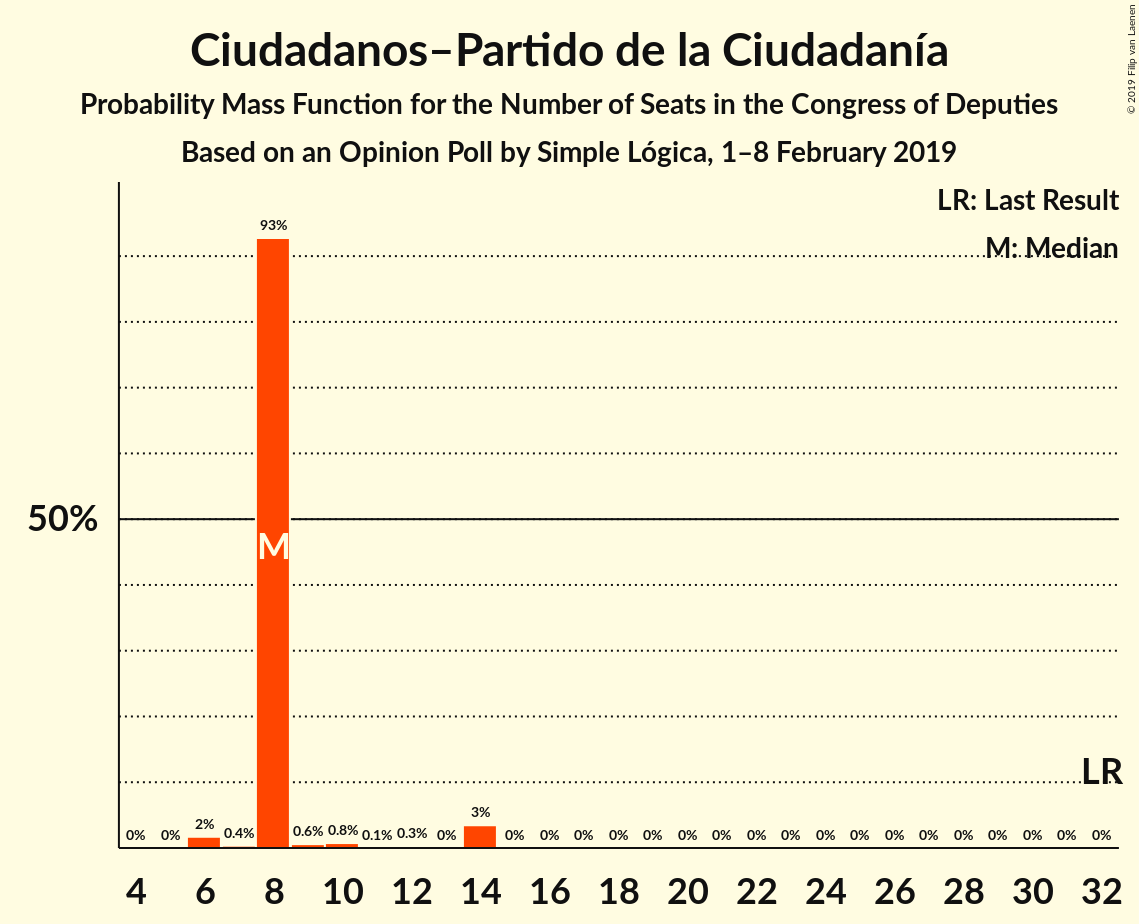 Ciudadanos–Partido de la Ciudadanía
Probability Mass Function for the Number of Seats in the Congress of Deputies
Based on an Opinion Poll by Simple Lógica, 1–8 February 2019
© 2019 Filip van Laenen
LR: Last Result
M: Median
93%
50%
M
LR
0% 0% 2% 0.4% 0.6% 0.8% 0.1% 0.3% 0% 3% 0% 0% 0% 0% 0% 0% 0% 0% 0% 0% 0% 0% 0% 0% 0% 0% 0% 0%
4 6 8 10 12 14 16 18 20 22 24 26 28 30 32